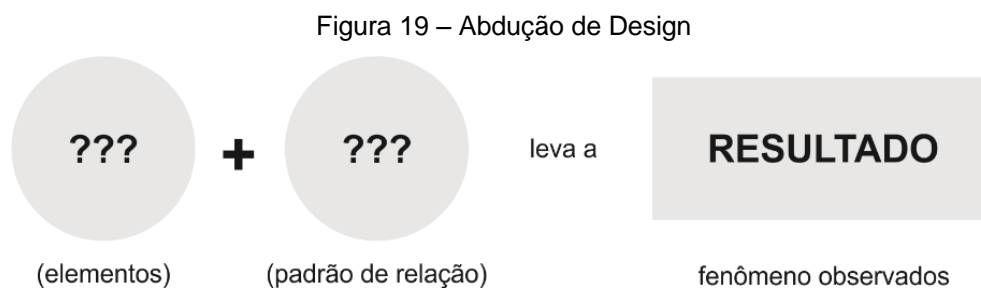 Figura 19 – Abdução de Design
??? + ??? leva a RESULTADO
(elementos) (padrão de relação) fenômeno observados